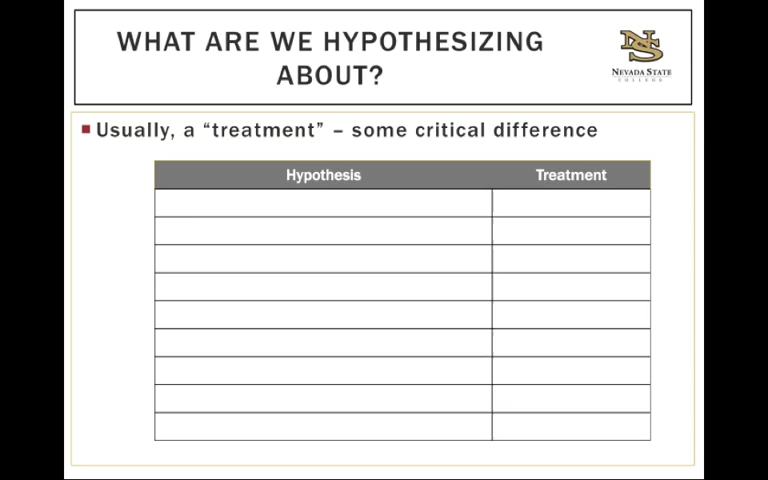 WHAT ARE WE HYPOTHESIZING
ABOUT?
NS
NEVADA STATE
COLLEGE
Usually, a “treatment” – some critical difference
Hypothesis Treatment